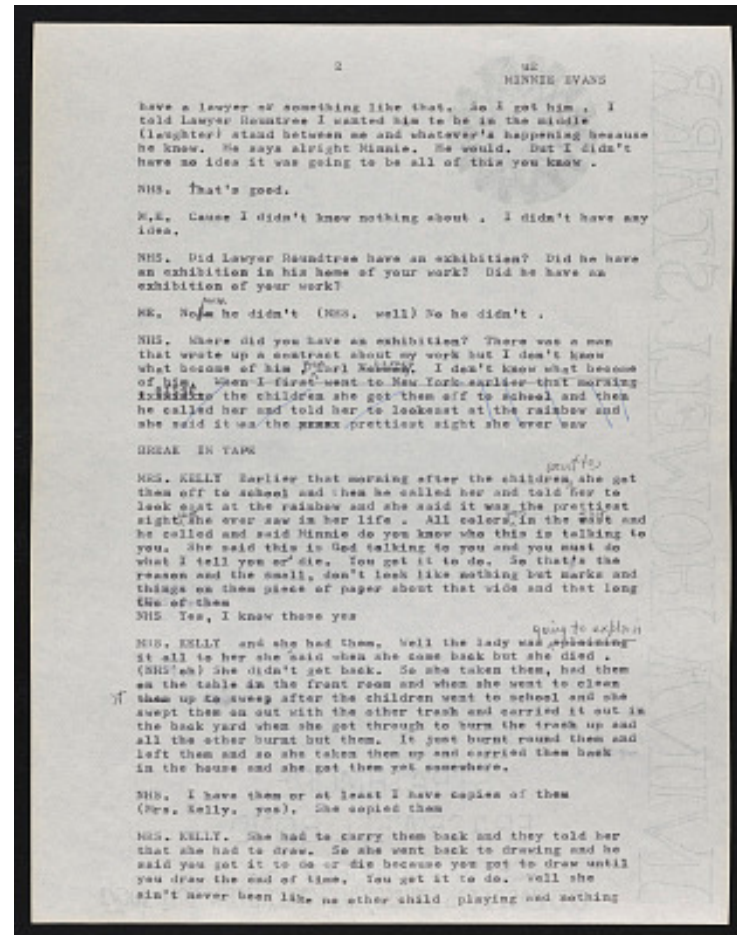 2
MINNIE EVANS
have a lawyer or something like that. So I got him . I
told Lawyer Rountree I wanted him to be in the middle
(laughter) stand between me and whatever's happening because
he know. He says alright Minnie. He would. But I didn't
have no idea it was going to be all of this you know .
NHS. That's good.
M.E. Cause I didn't know nothing about . I didn't have any
idea.
NHS. Did Lawyer Roundtree have an exhibition? Did he have
an exhibition in his home of your work? Did he have an
exhibition of your work?
ME. he didn't (NHS. well) No he didn't .
NHS. Where did you have an exhibition? There was a man
that wrote up a contract about my work but I don't know
what become of him , Karl I don't know what become
of him. When I first went to New York earlier that morning
the children she got them off to school and then
he called her and told her to lookeast at the rainbow and
she said it was the xxxxx prettiest sight she ever saw
BREAK IN TAPE
MRS. KELLY Earlier that morning after the children she got
them off to school and them he called her and told her to
look east at the rainbow and she said it was the prettiest
sight she ever saw in her life . All colors in the and
he called and said Minnie do you know who this is talking to
you. She said this is God talking to you and you must do
what I tell you or die. You get it to do. So that's the
reason and the small, don't look like nothing but marks and
things on them piece of paper about that wide and that long
two of them
NHS Yes, I know those yes
going to explain
MRS. KELLY and she had them. Well the lady was
it all to her she said when she come back but she died .
(NHS oh) She didn't get back. So she taken them, had them
on the table in the front room and when she went to clean
them up to sweep after the children went to school and she
swept them on out with the other trash and carried it out in
the back yard when she got through to burn the trash up and
all the other burnt but them. It just burnt round them and
left them and so she taken them up and carried them back
in the house and she got them yet somewhere.
NHS. I have them or at least I have copies of them
(Mrs. Kelly. yes). She copied them
MRS. KELLY. She had to carry them back and they told her
that she had to draw. So she went back to drawing and he
said you got it to do or die because you got to draw until
you draw the end of time. You get it to do. Well she
ain't never been like no other child playing and nothing